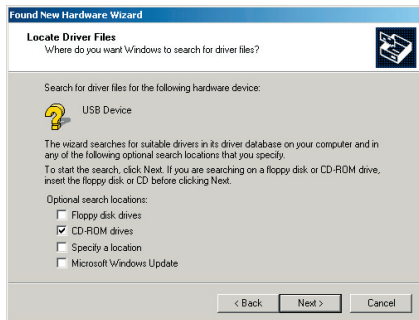 Found New Hardware Wizard
Locate Driver Files
Where do you want Windows to search for driver files?
Search for driver files for the following hardware device:
USB Device
The wizard searches for suitable drivers in its driver database on your computer and in
any of the following optional search locations that you specify.
To start the search, click Next. If you are searching on a floppy disk or CD-ROM drive,
insert the floppy disk or CD before clicking Next.
Optional search locations:
Floppy disk drives
CD-ROM drives
Specify a location
Microsoft Windows Update
< Back Next > Cancel